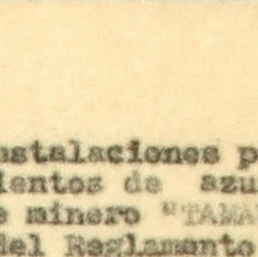 nstalaciones p
ientos de azu
e minero "TAMA
del Reglamento